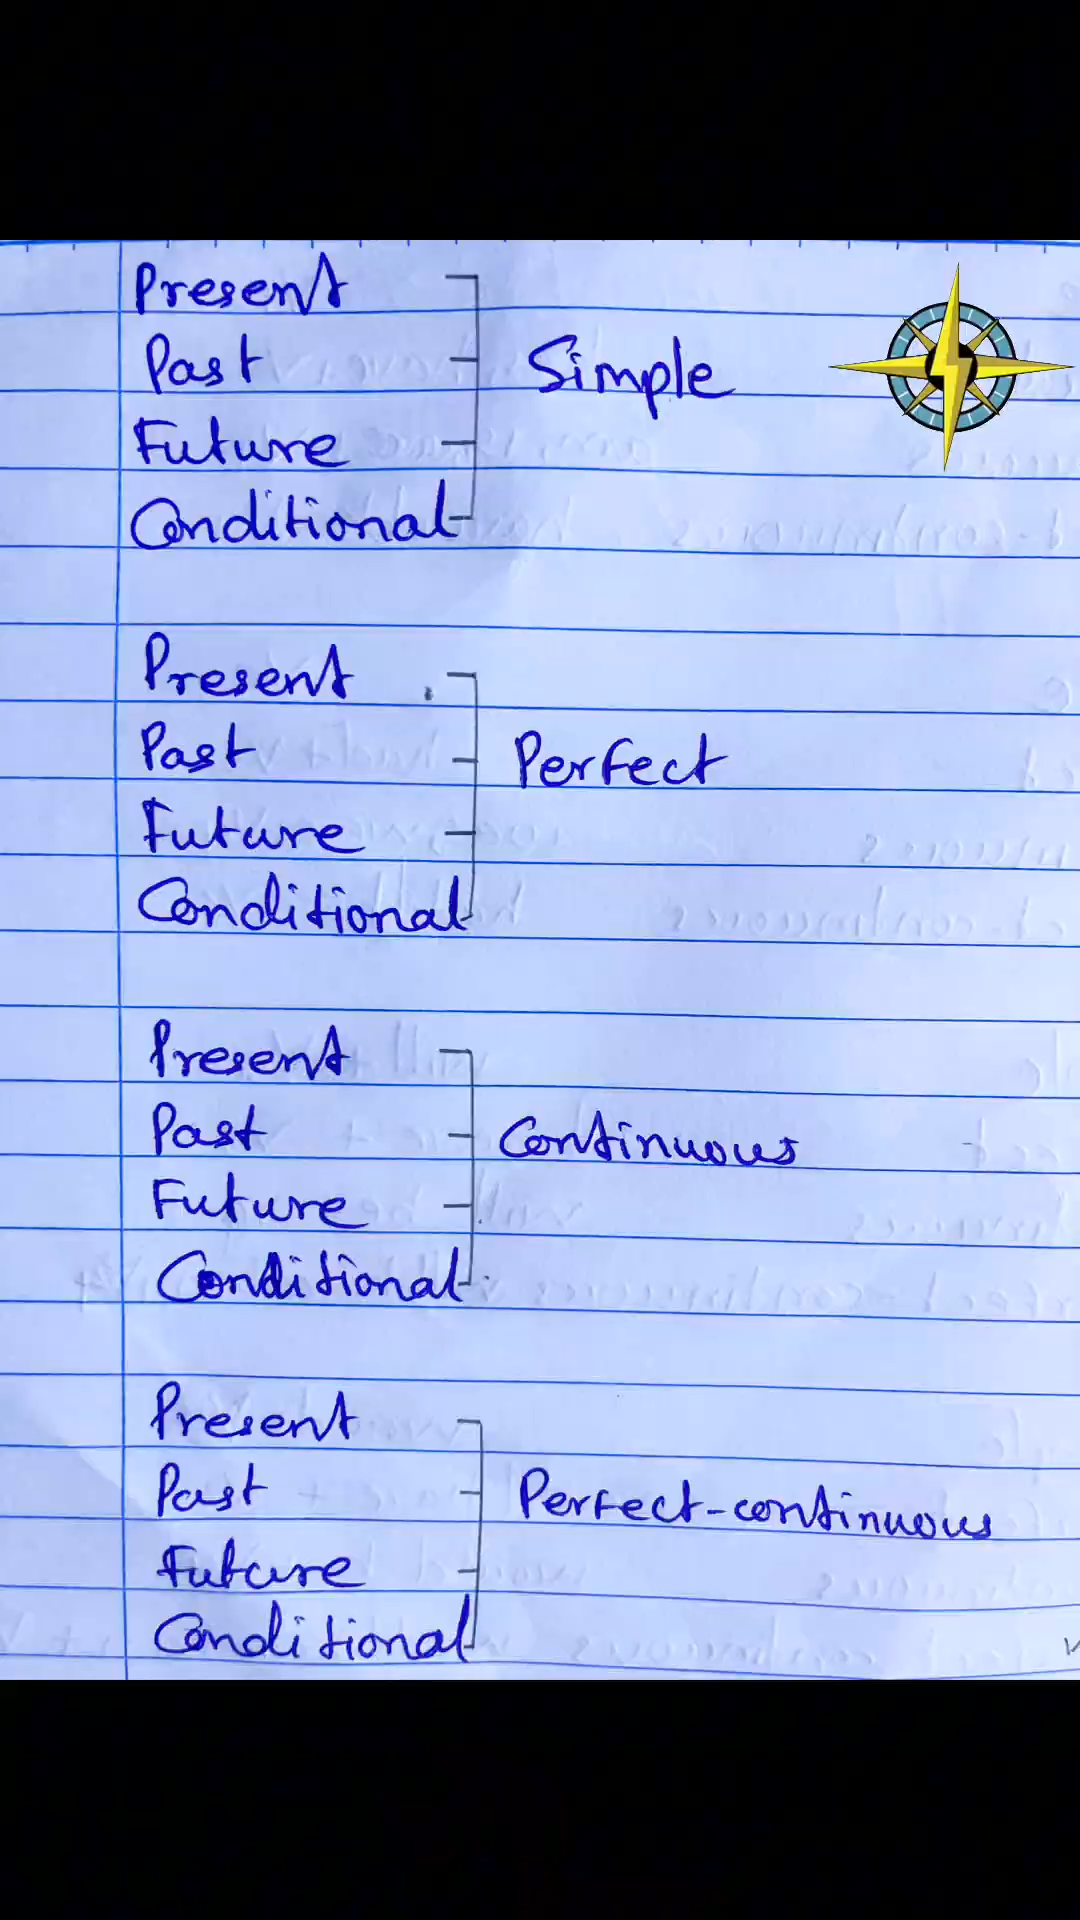 Present
Past
Simple
Future
Conditional
Present
Past
Perfect
Future
Conditional
Present
Past
Continuous
Future
Conditional
Present
Past
Perfect-continuous
Future
Conditional